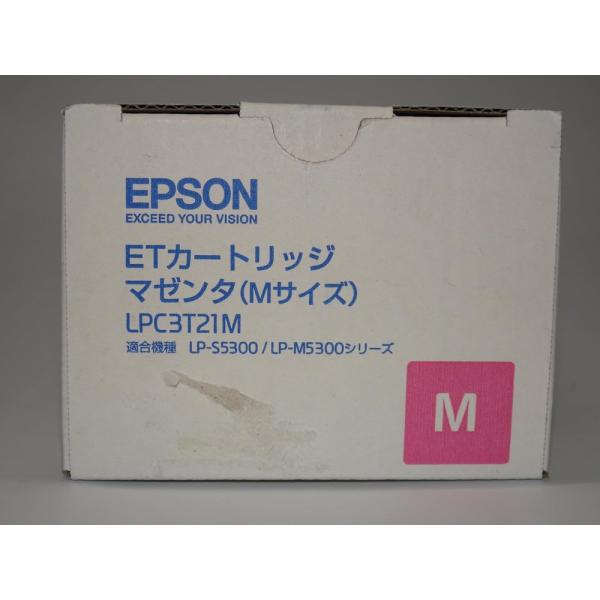 EPSON
EXCEED YOUR VISION
ETカートリッジ
マゼンタ(Mサイズ)
LPC3T21M
適合機種 LP-S5300 / LP-M5300シリーズ
M